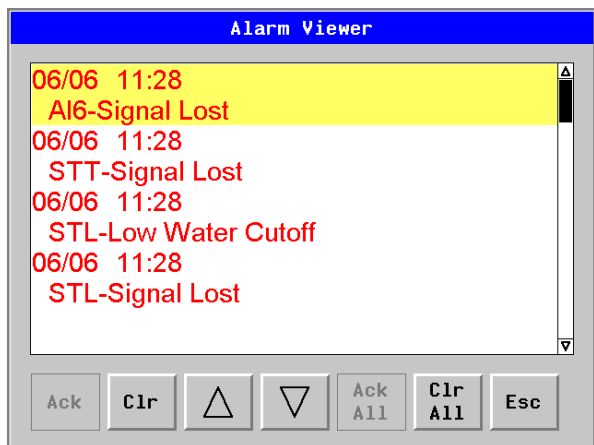 Alarm Viewer
06/06 11:28
AI6-Signal Lost
06/06 11:28
STT-Signal Lost
06/06 11:28
STL-Low Water Cutoff
06/06 11:28
STL-Signal Lost
Ack Clr Ack All Clr All Esc